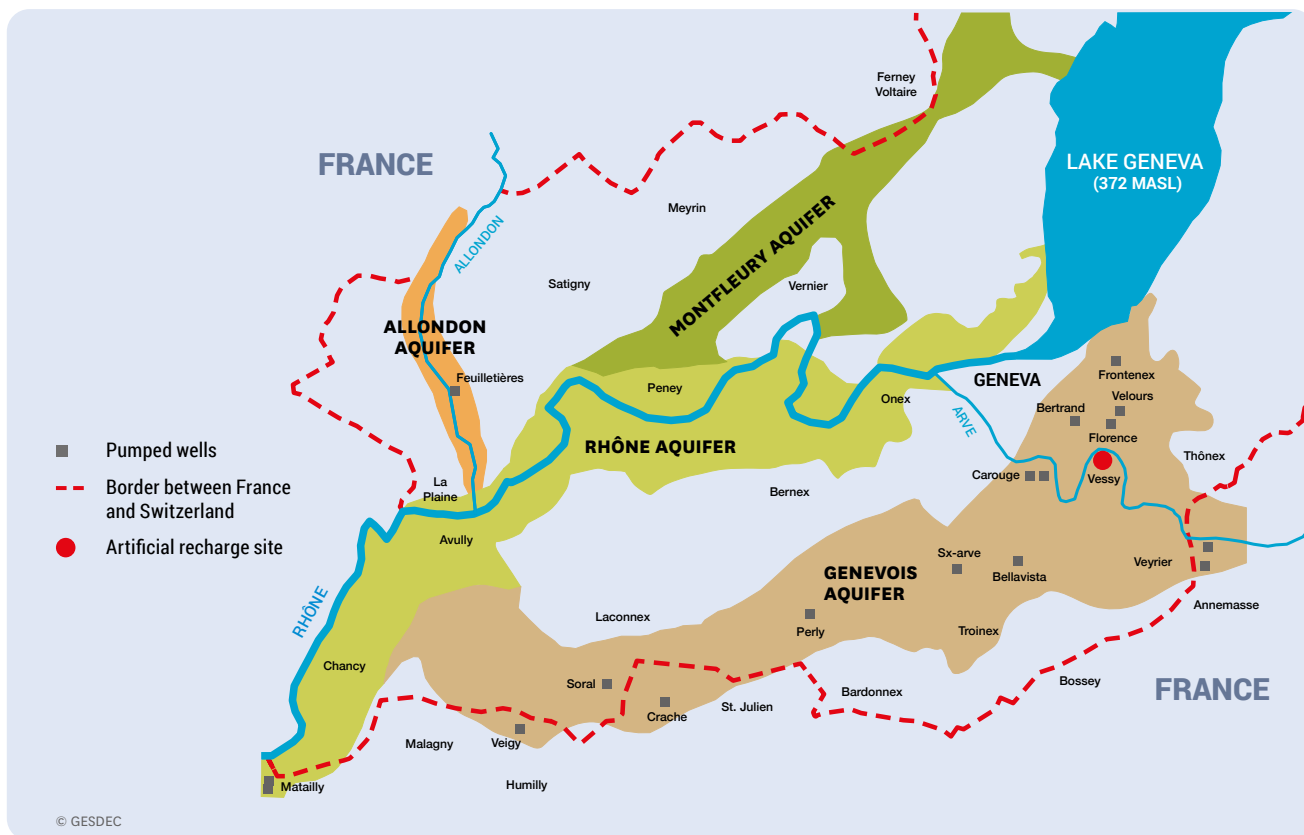 Ferney
Voltaire
FRANCE
LAKE GENEVA
(372 MASL)
Meyrin
MONTFLEURY AQUIFER
ALLONDON
Satigny
Vernier
ALLONDON
AQUIFER
Feuilletières
Peney
Onex
GENEVA
Frontenex
Velours
Bertrand
ARVE
Florence
RHÔNE AQUIFER
Thônex
Carouge
Vessy
Pumped wells
Border between France
and Switzerland
Artificial recharge site
La
Plaine
Bernex
Avully
Sx-arve
Bellavista
Veyrier
GENEVOIS
AQUIFER
Annemasse
RHÔNE
Laconnex
Perly
Troinex
Chancy
Soral
Crache
St. Julien
Bardonnex
Bossey
FRANCE
Malagny
Veigy
Humilly
Matailly
© GESDEC